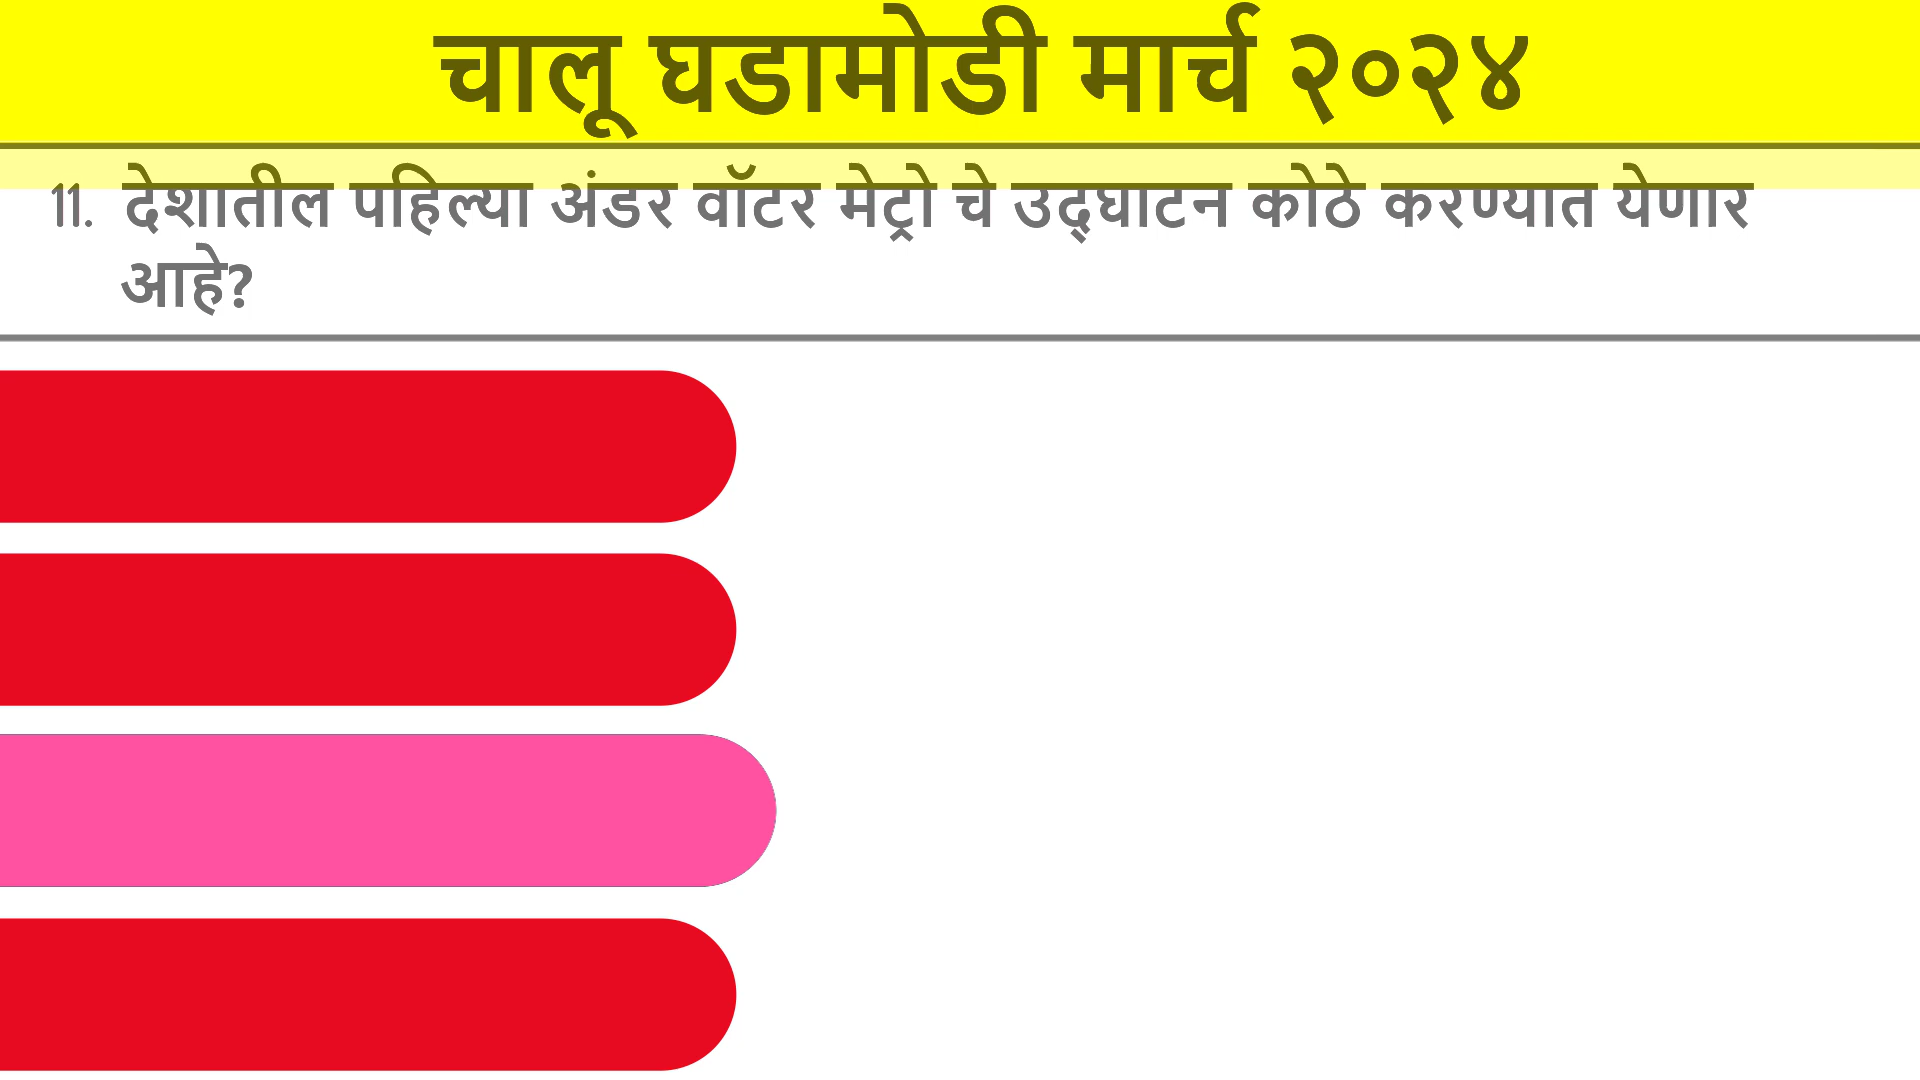 चालू घडामोडी मार्च २०२४
11. देशातील पहिल्या अंडर वॉटर मेट्रो चे उद्घाटन कोठे करण्यात येणार
आहे?